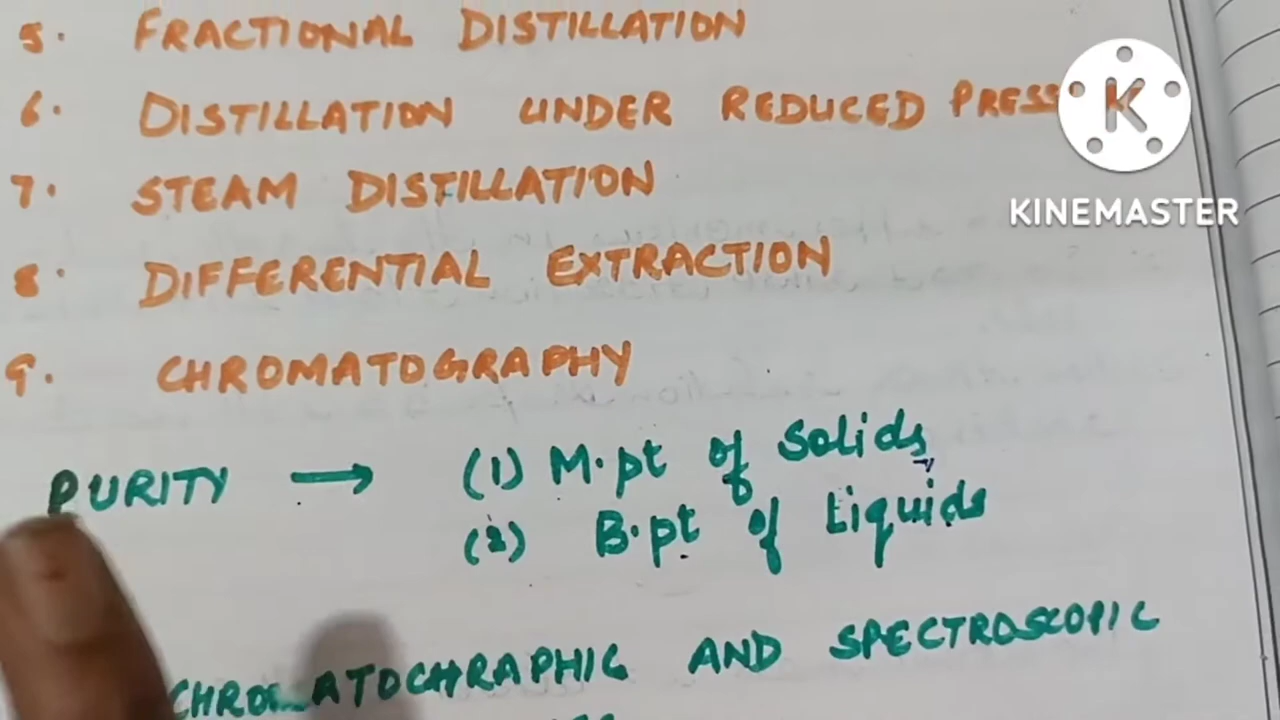 5. FRACTIONAL DISTILLATION
6. DISTILLATION UNDER REDUCED PRESS
K
KINEMASTER
7. STEAM DISTILLATION
8. DIFFERENTIAL EXTRACTION
9. CHROMATOGRAPHY
PURITY → (1) M.pt of Solids
(2) B.pt of Liquids
CHROMATOCHRAPHIC AND SPECTROSCOPIC